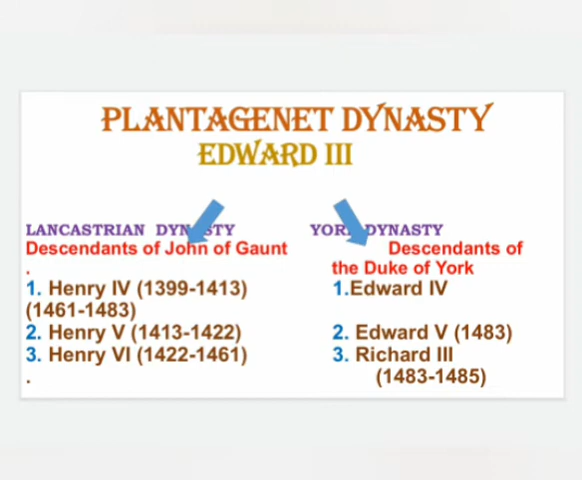 PLANTAGENET DYNASTY
EDWARD III
LANCASTRIAN DYNASTY
Descendants of John of Gaunt
.
1. Henry IV (1399-1413)
(1461-1483)
2. Henry V (1413-1422)
3. Henry VI (1422-1461)
.
YORK DYNASTY
Descendants of
the Duke of York
1.Edward IV
2. Edward V (1483)
3. Richard III
(1483-1485)